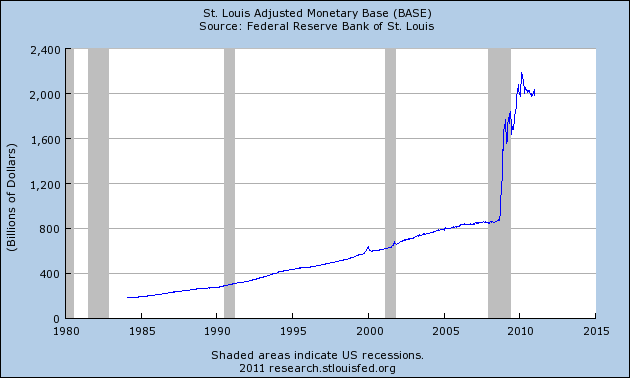 St. Louis Adjusted Monetary Base (BASE)
Source: Federal Reserve Bank of St. Louis
2,400
2,000
1,600
1,200
800
400
0
(Billions of Dollars)
1980 1985 1990 1995 2000 2005 2010 2015
Shaded areas indicate US recessions.
2011 research.stlouisfed.org